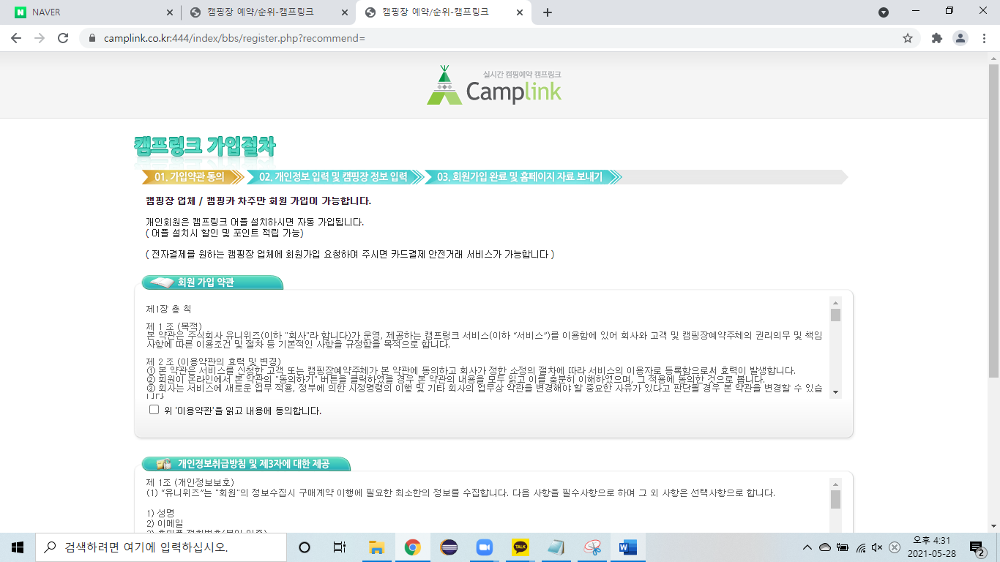 NAVER
캠핑장 예약/순위-캠프링크
캠핑장 예약/순위-캠프링크
camplink.co.kr:444/index/bbs/register.php?recommend=
실시간 캠핑예약 캠프링크
Camplink
캠프링크 가입절차
01. 가입약관 동의
02. 개인정보 입력 및 캠핑장 정보 입력
03. 회원가입 완료 및 홈페이지 자료 보내기
캠핑장 업체 / 캠핑카 차주만 회원 가입이 가능합니다.
개인회원은 캠프링크 어플 설치하시면 자동 가입됩니다.
( 어플 설치시 할인 및 포인트 적립 가능)
( 전자결제를 원하는 캠핑장 업체에 회원가입 요청하여 주시면 카드결제 안전거래 서비스가 가능합니다 )
회원 가입 약관
제1장 총 칙
제 1 조 (목적)
본 약관은 주식회사 유니위즈(이하 "회사"라 합니다)가 운영, 제공하는 캠프링크 서비스(이하 “서비스”)를 이용함에 있어 회사와 고객 및 캠핑장예약주체의 권리의무 및 책임
사항에 따른 이용조건 및 절차 등 기본적인 사항을 규정함을 목적으로 합니다.
제 2 조 (이용약관의 효력 및 변경)
① 본 약관은 서비스를 신청한 고객 또는 캠핑장예약주체가 본 약관에 동의하고 회사가 정한 소정의 절차에 따라 서비스의 이용자로 등록함으로써 효력이 발생합니다.
② 회원이 온라인에서 본 약관의 "동의하기" 버튼을 클릭하였을 경우 본 약관의 내용을 모두 읽고 이를 충분히 이해하였으며, 그 적용에 동의한 것으로 봅니다.
③ 회사는 서비스에 새로운 업무 적용, 정부에 의한 시정명령의 이행 및 기타 회사의 업무상 약관을 변경해야 할 중요한 사유가 있다고 판단될 경우 본 약관을 변경할 수 있습
니다
위 '이용약관'을 읽고 내용에 동의합니다.
개인정보취급방침 및 제3자에 대한 제공
제 1조 (개인정보보호)
(1) “유니위즈”는 "회원"의 정보수집시 구매계약 이행에 필요한 최소한의 정보를 수집합니다. 다음 사항을 필수사항으로 하며 그 외 사항은 선택사항으로 합니다.
1) 성명
2) 이메일
검색하려면 여기에 입력하십시오.
TALK
오후 4:31
2021-05-28
2